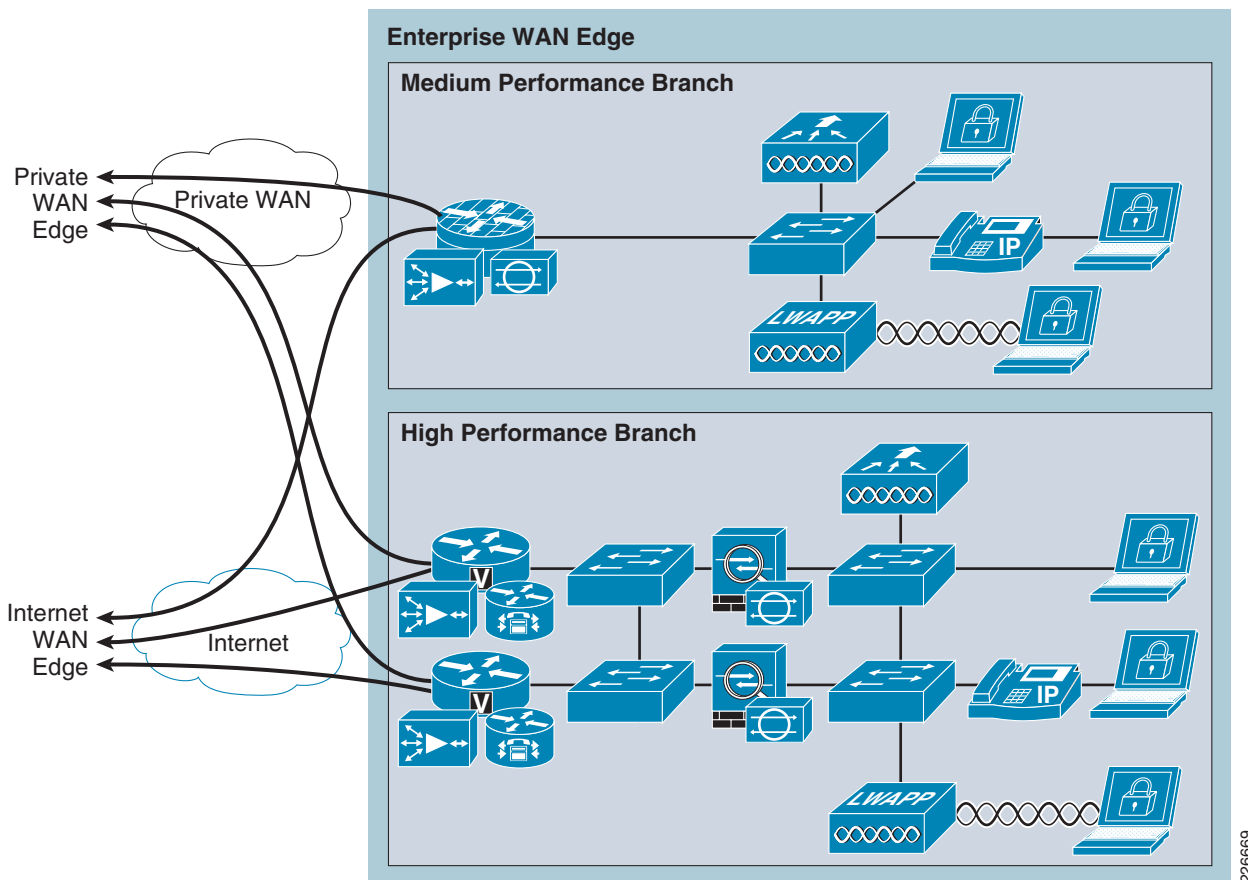 Enterprise WAN Edge
Medium Performance Branch
Private
WAN
Edge
Private WAN
IP
LWAPP
High Performance Branch
Internet
WAN
Edge
Internet
V
V
IP
LWAPP
226669